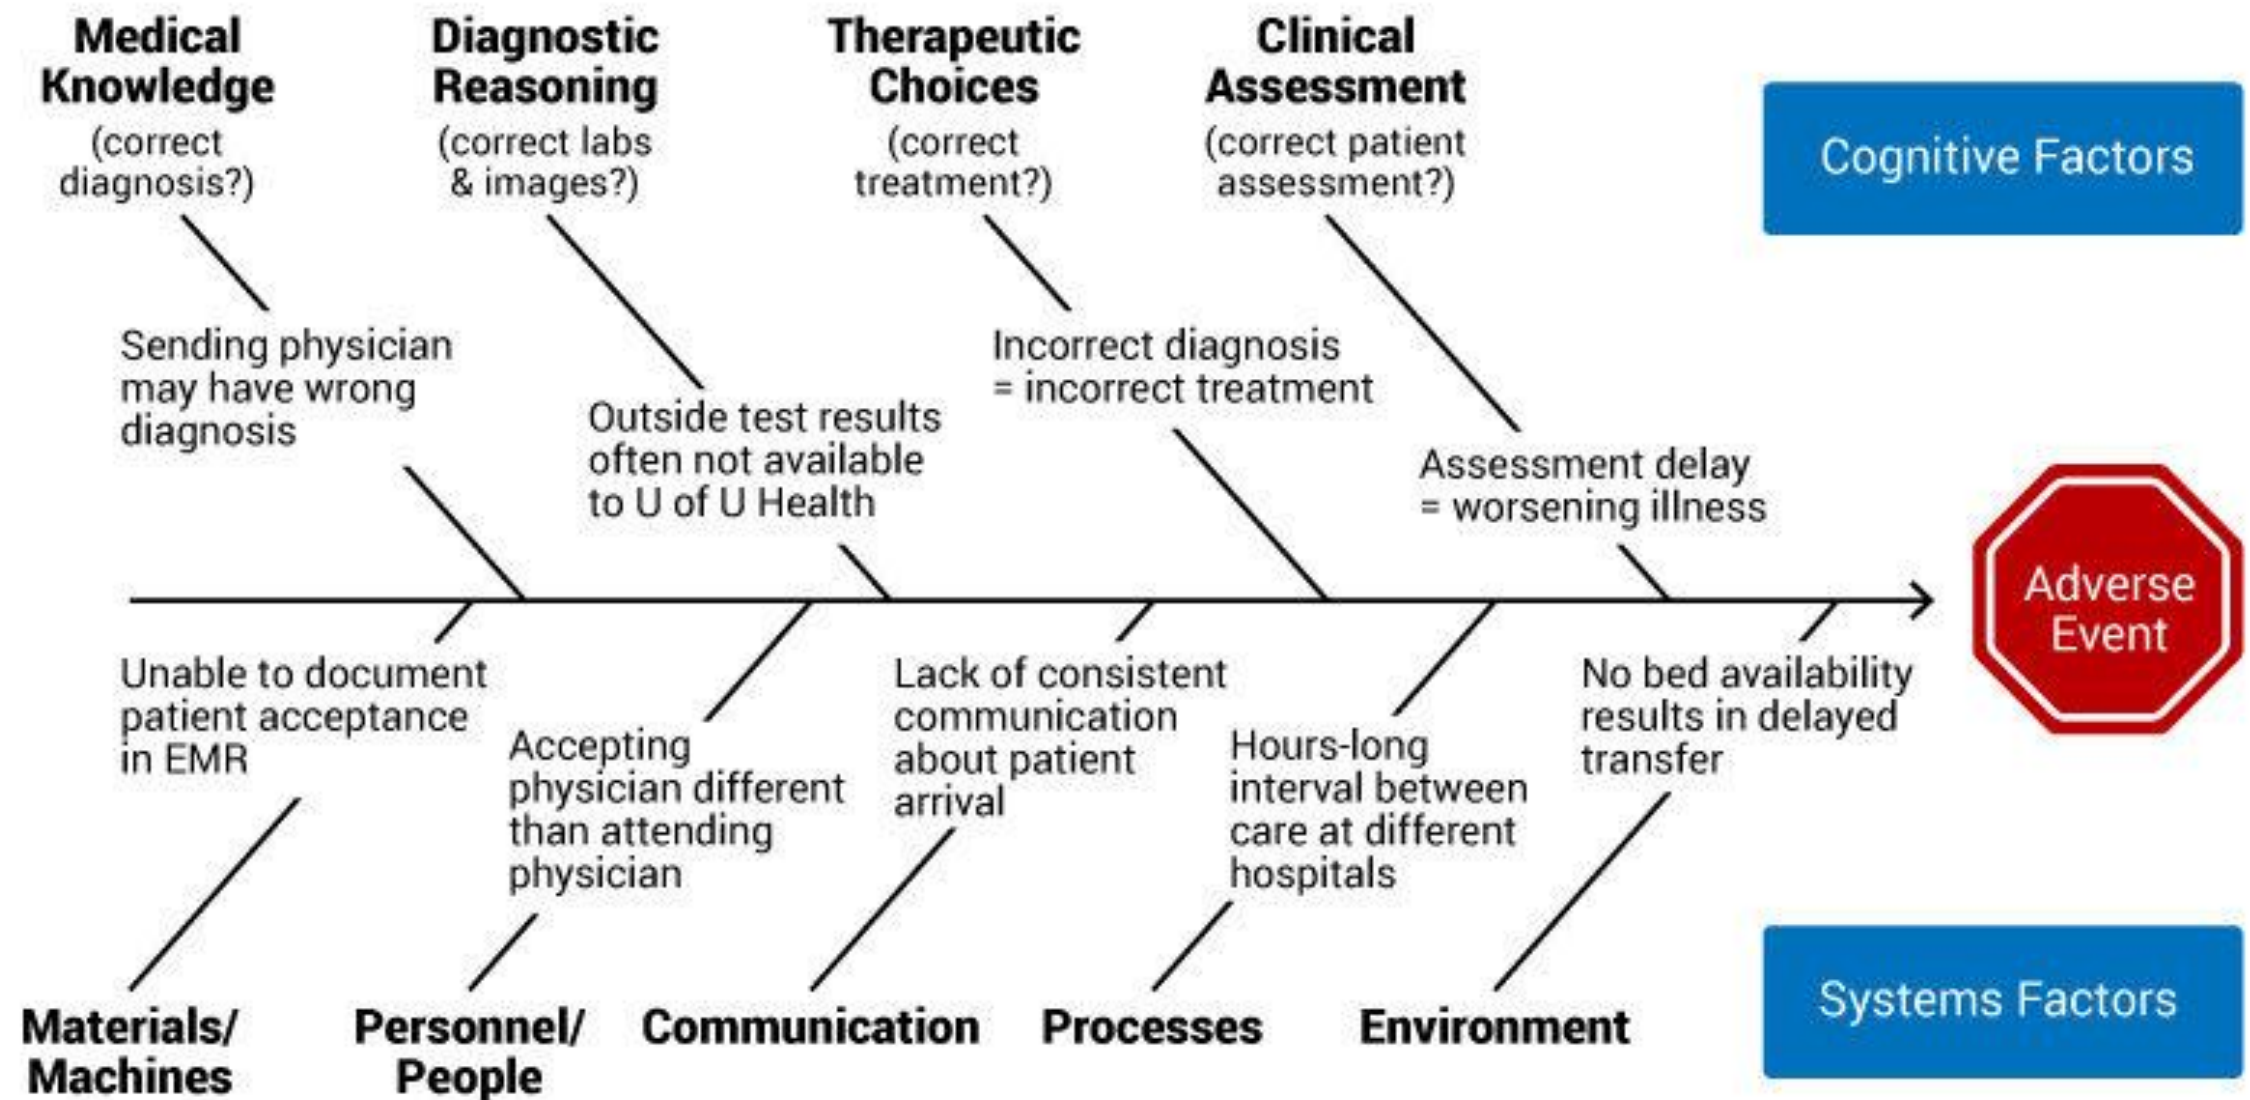 Medical
Knowledge
(correct
diagnosis?)
Diagnostic
Reasoning
(correct labs
& images?)
Therapeutic
Choices
(correct
treatment?)
Clinical
Assessment
(correct patient
assessment?)
Cognitive Factors
Sending physician
may have wrong
diagnosis
Outside test results
often not available
to U of U Health
Incorrect diagnosis
= incorrect treatment
Assessment delay
= worsening illness
Adverse
Event
Unable to document
patient acceptance
in EMR
Accepting
physician different
than attending
physician
Lack of consistent
communication
about patient
arrival
Hours-long
interval between
care at different
hospitals
No bed availability
results in delayed
transfer
Materials/
Machines
Personnel/
People
Communication
Processes
Environment
Systems Factors